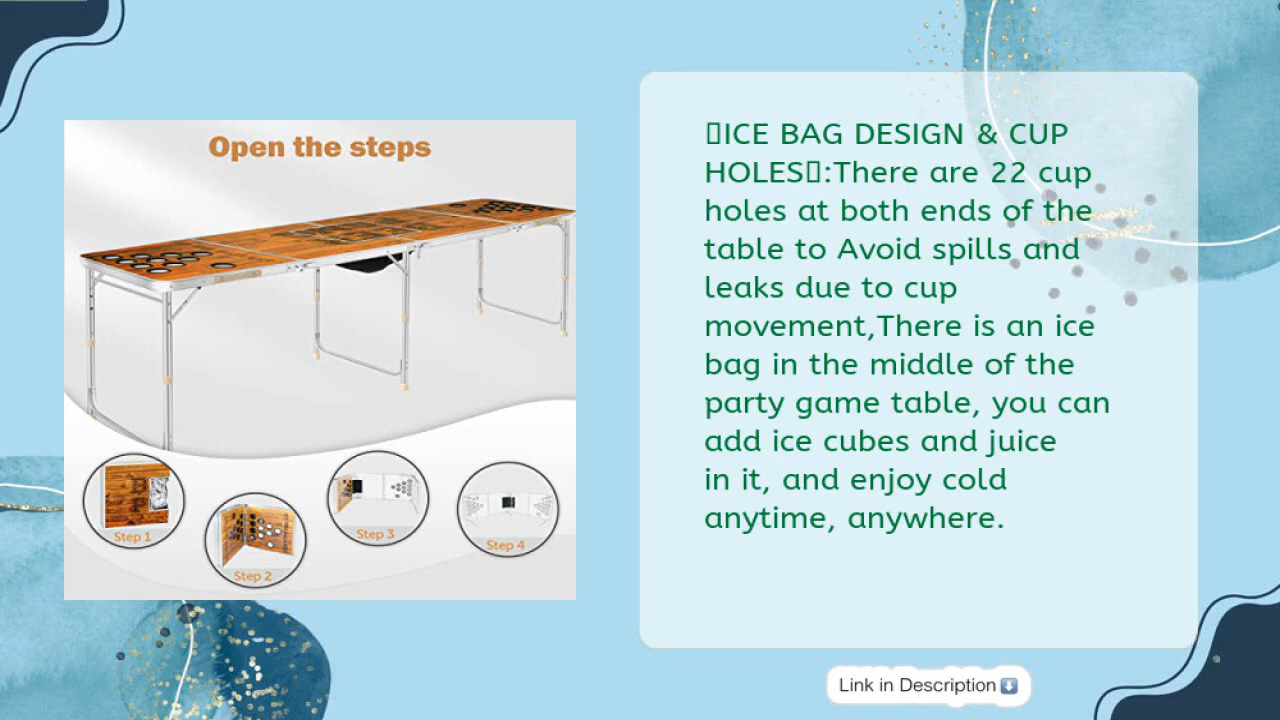 Open the steps
Step 1
Step 2
Step 3
Step 4
▯ICE BAG DESIGN & CUP
HOLES▯:There are 22 cup
holes at both ends of the
table to Avoid spills and
leaks due to cup
movement,There is an ice
bag in the middle of the
party game table, you can
add ice cubes and juice
in it, and enjoy cold
anytime, anywhere.
Link in Description⬇️